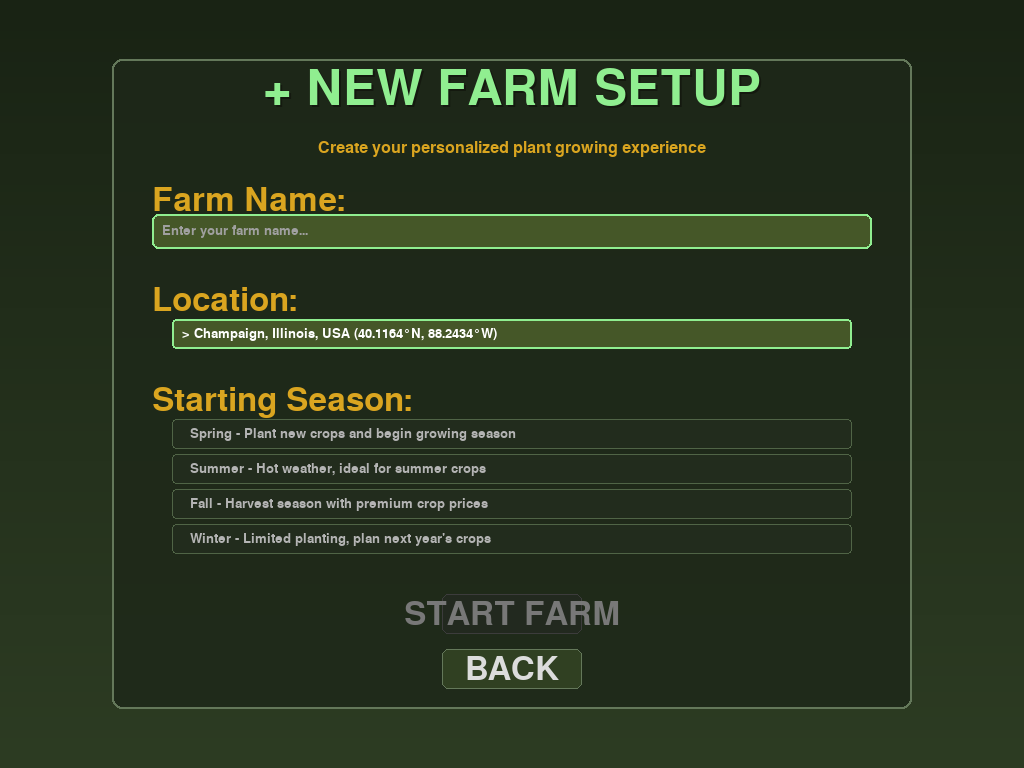 + NEW FARM SETUP
Create your personalized plant growing experience
Farm Name:
Enter your farm name...
Location:
> Champaign, Illinois, USA (40.1164°N, 88.2434°W)
Starting Season:
Spring - Plant new crops and begin growing season
Summer - Hot weather, ideal for summer crops
Fall - Harvest season with premium crop prices
Winter - Limited planting, plan next year's crops
START FARM
BACK